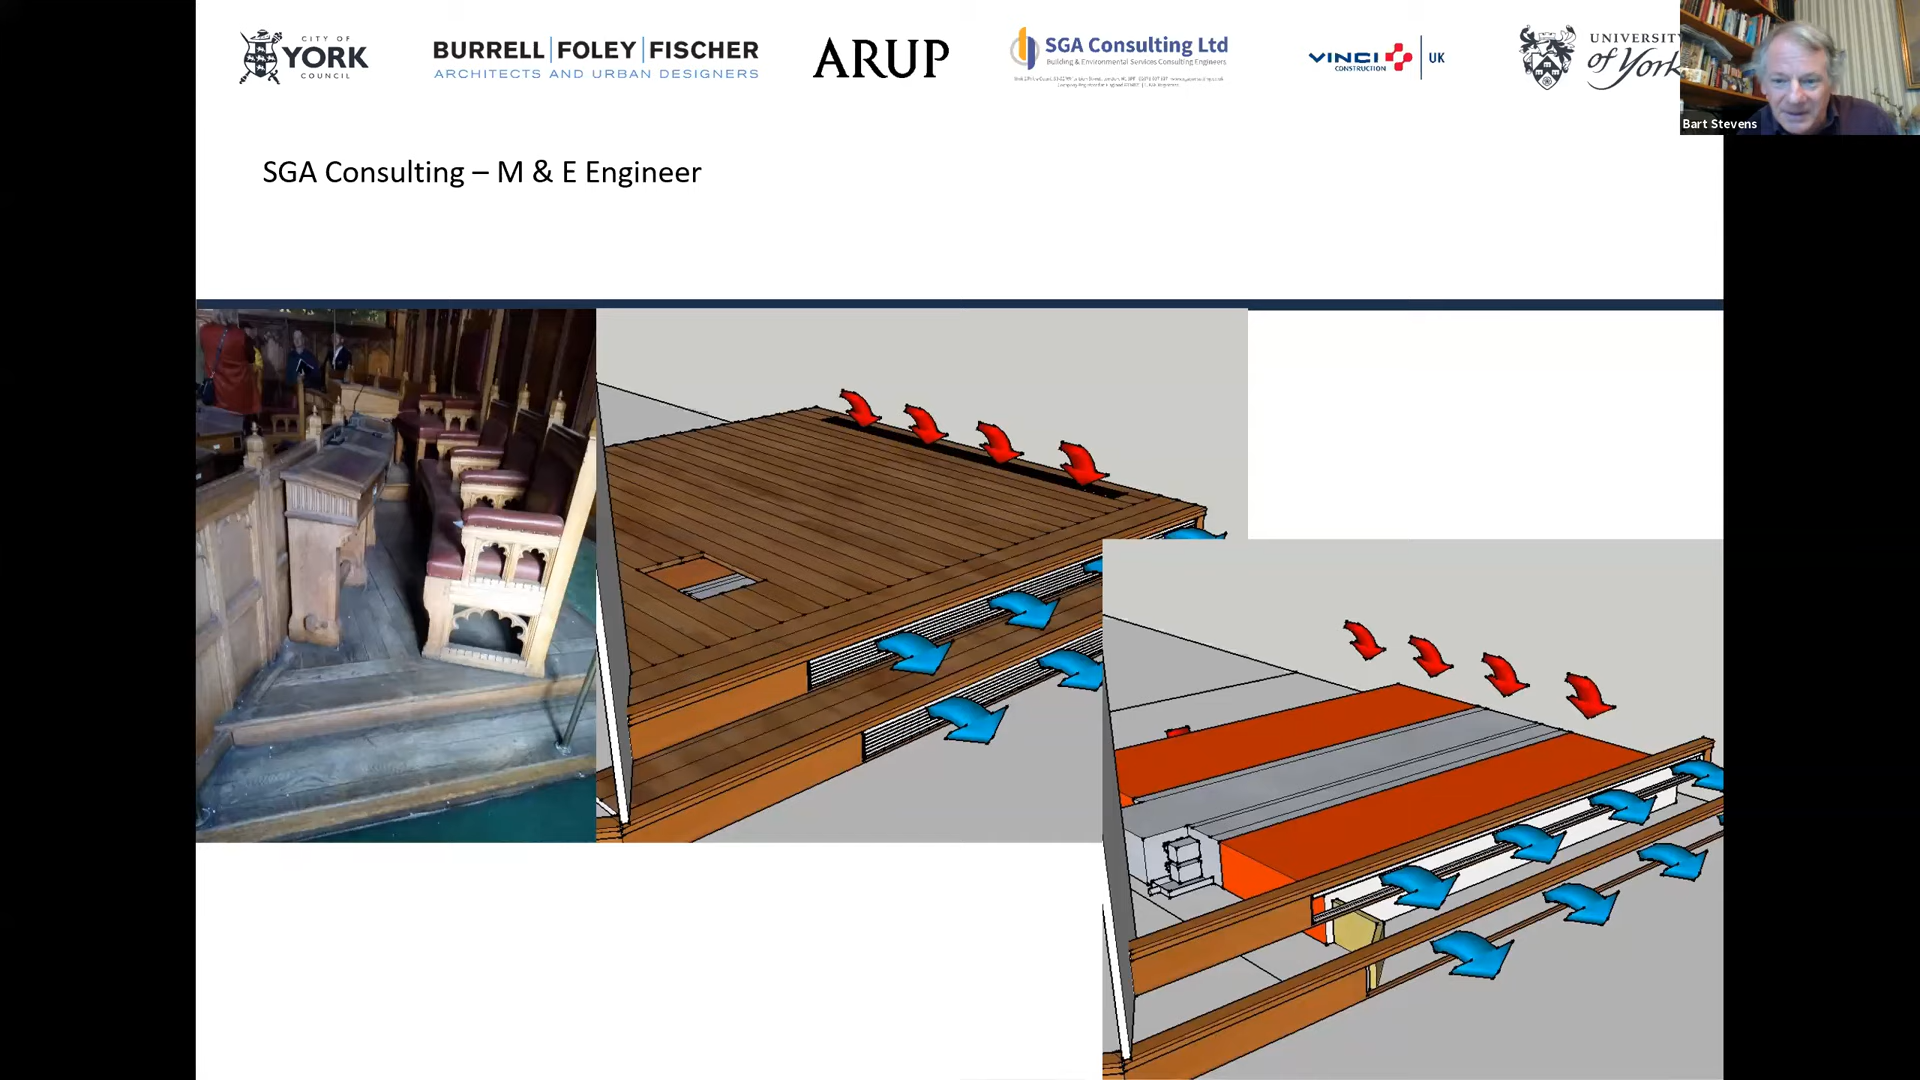 CITY OF
YORK
COUNCIL
BURRELL|FOLEY|FISCHER
ARCHITECTS AND URBAN DESIGNERS
ARUP
SGA Consulting Ltd
Building & Environmental Services Consulting Engineers
VINCI
CONSTRUCTION
UK
UNIVERSITY
of York
Bart Stevens
SGA Consulting – M & E Engineer